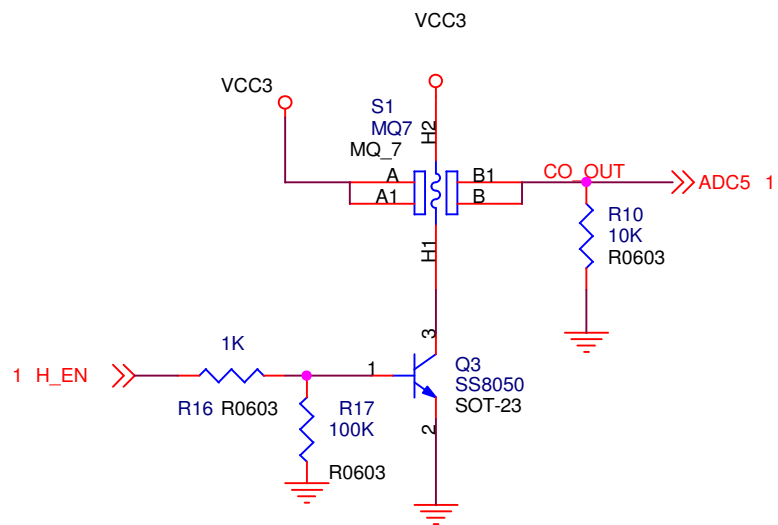 VCC3
VCC3
S1
MQ7
MQ_7
H2
A
A1
B1
B
CO_OUT
ADC5 1
R10
10K
R0603
H1
1K
1 H_EN
R16 R0603
R17
100K
R0603
1
3
2
Q3
SS8050
SOT-23